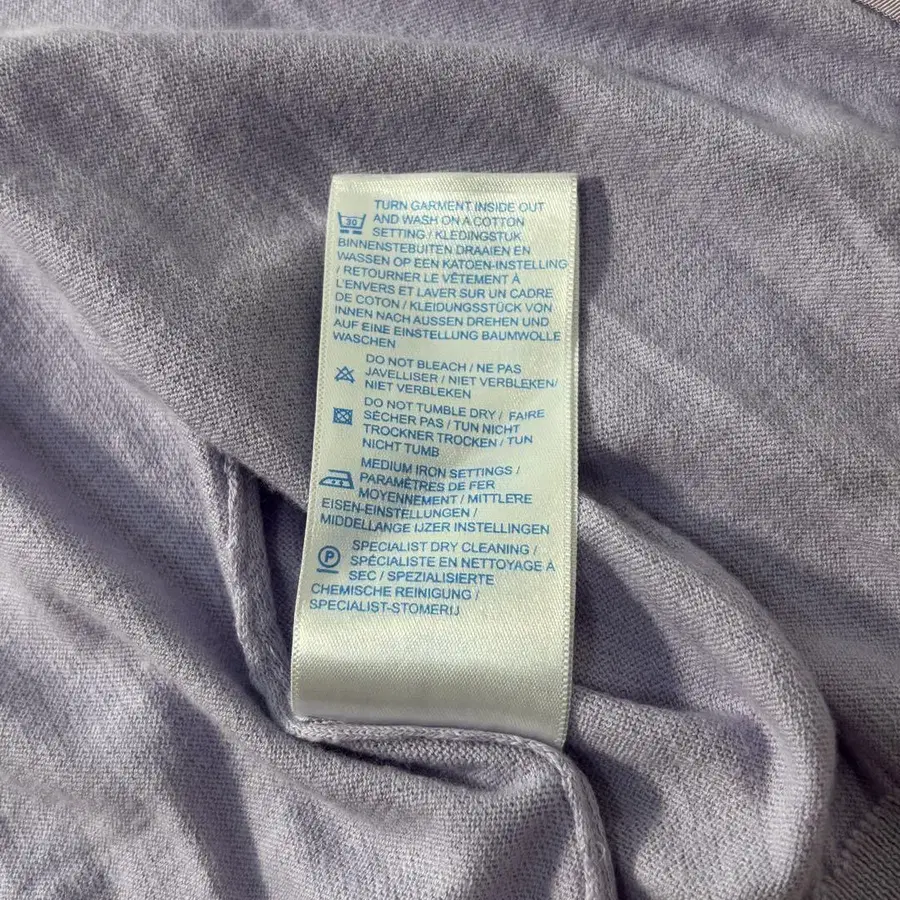 30
TURN GARMENT INSIDE OUT
AND WASH ON A COTTON
SETTING / KLEDINGSTUK
BINNENSTEBUITEN DRAAIEN EN
WASSEN OP EEN KATOEN-INSTELLING
/ RETOURNER LE VÊTEMENT À
L'ENVERS ET LAVER SUR UN CADRE
DE COTON / KLEIDUNGSSTÜCK VON
INNEN NACH AUSSEN DREHEN UND
AUF EINE EINSTELLUNG BAUMWOLLE
WASCHEN
DO NOT BLEACH / NE PAS
JAVELLISER / NIET VERBLEKEN/
NIET VERBLEKEN
DO NOT TUMBLE DRY / FAIRE
SÉCHER PAS / TUN NICHT
TROCKNER TROCKEN / TUN
NICHT TUMB
MEDIUM IRON SETTINGS /
PARAMÈTRES DE FER
MOYENNEMENT / MITTLERE
EISEN-EINSTELLUNGEN /
MIDDELLANGE IJZER INSTELLINGEN
P
SPECIALIST DRY CLEANING /
SPÉCIALISTE EN NETTOYAGE À
SEC / SPEZIALISIERTE
CHEMISCHE REINIGUNG /
SPECIALIST-STOMERIJ